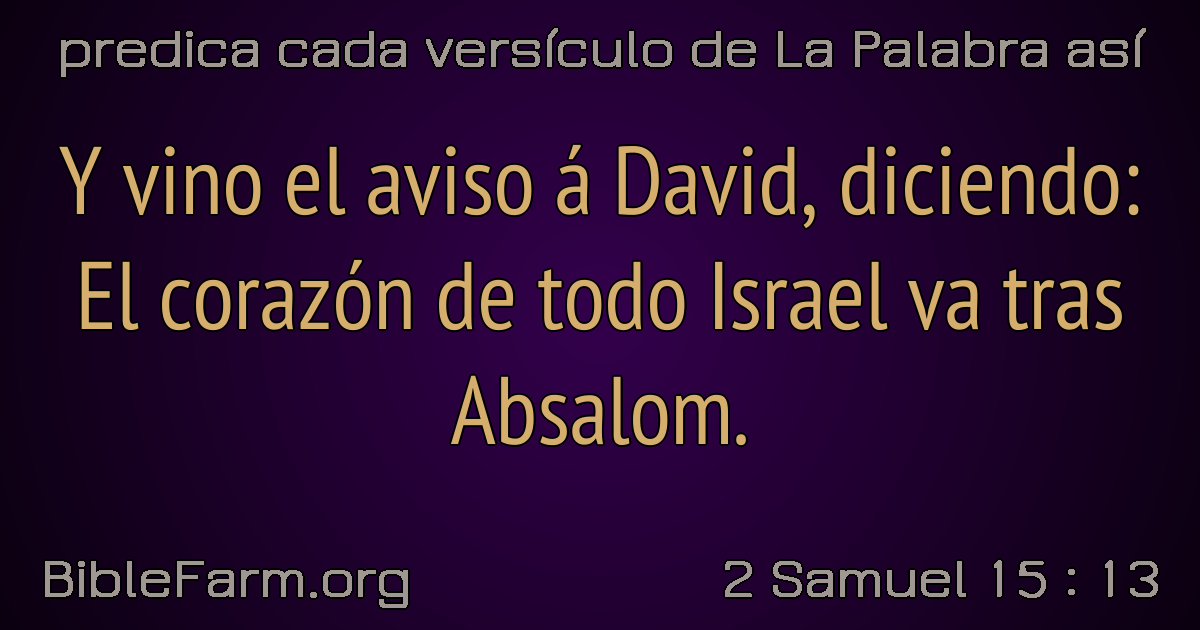 predica cada versículo de La Palabra así
Y vino el aviso á David, diciendo:
El corazón de todo Israel va tras
Absalom.
BibleFarm.org
2 Samuel 15 : 13